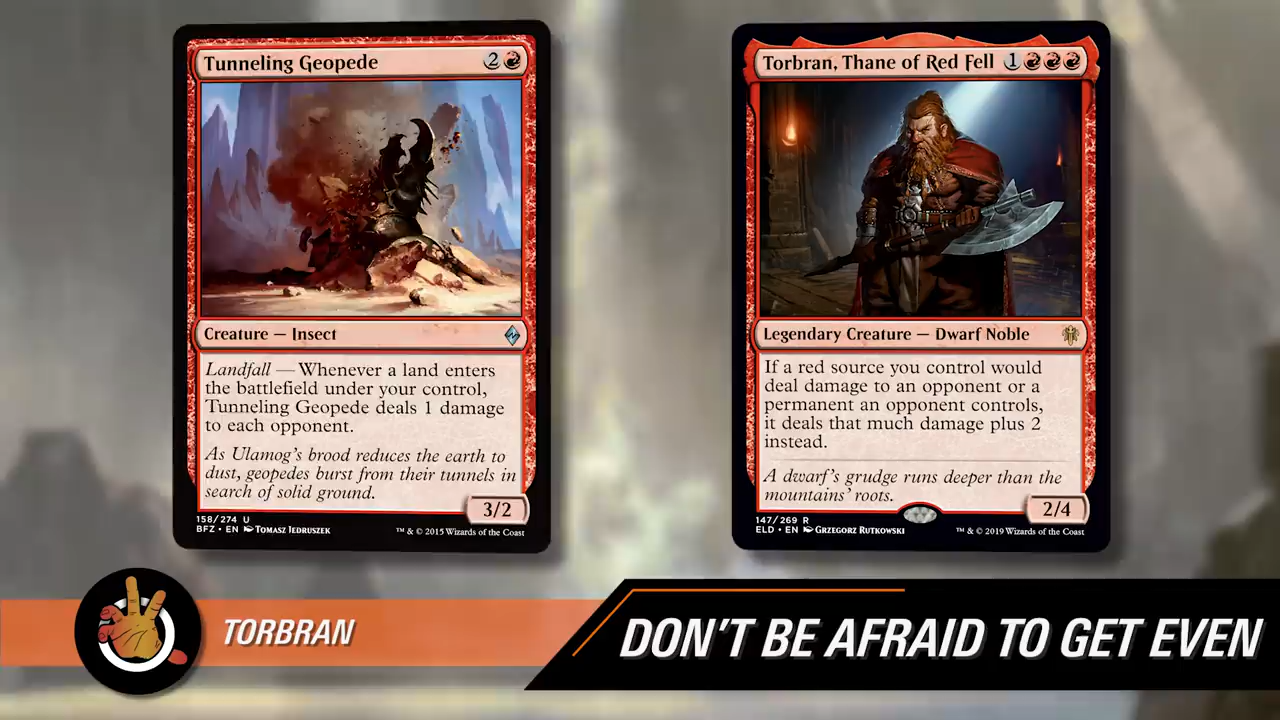 Tunneling Geopede 2
Creature — Insect
Landfall — Whenever a land enters
the battlefield under your control,
Tunneling Geopede deals 1 damage
to each opponent.
As Ulamog's brood reduces the earth to
dust, geopedes burst from their tunnels in
search of solid ground.
3/2
158/274 U
BFZ • EN Tomasz Jedruszek
™ & © 2015 Wizards of the Coast
Torbran, Thane of Red Fell 1
Legendary Creature — Dwarf Noble
If a red source you control would
deal damage to an opponent or a
permanent an opponent controls,
it deals that much damage plus 2
instead.
A dwarf's grudge runs deeper than the
mountains' roots.
2/4
147/269 R
ELD • EN Grzegorz Rutkowski
™ & © 2019 Wizards of the Coast
TORBRAN
DON'T BE AFRAID TO GET EVEN